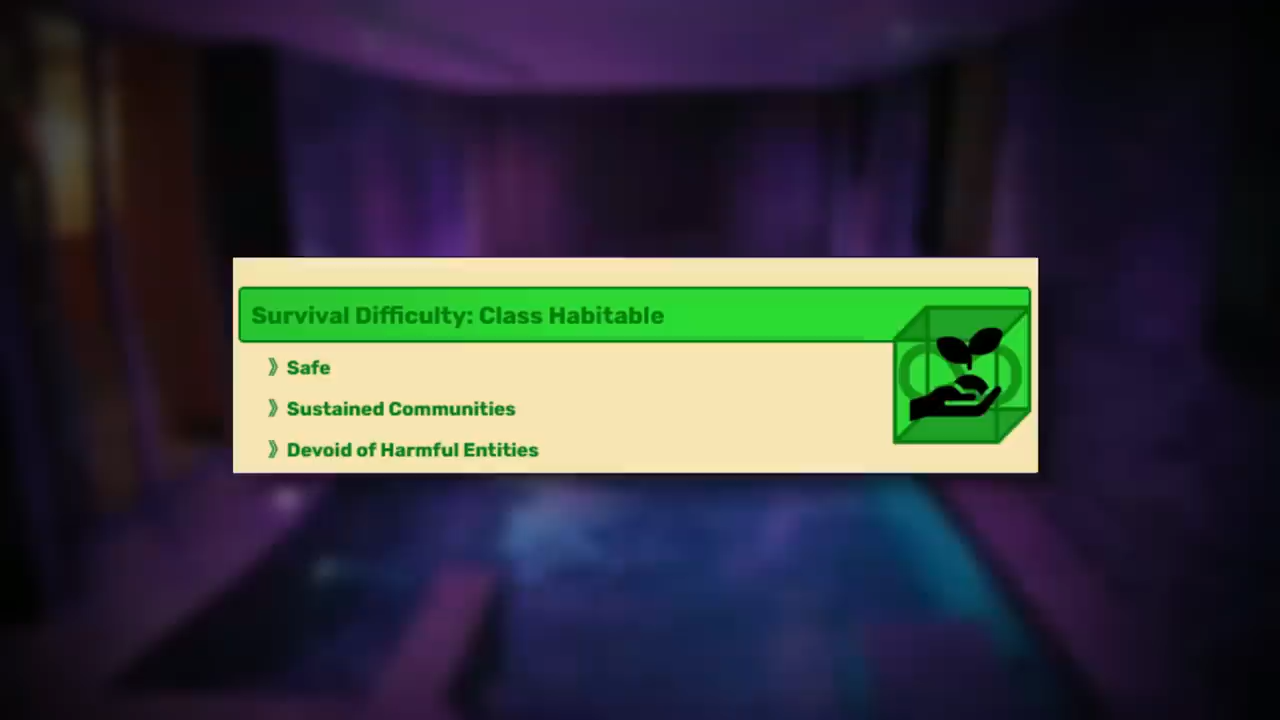 Survival Difficulty: Class Habitable
》 Safe
》 Sustained Communities
》 Devoid of Harmful Entities